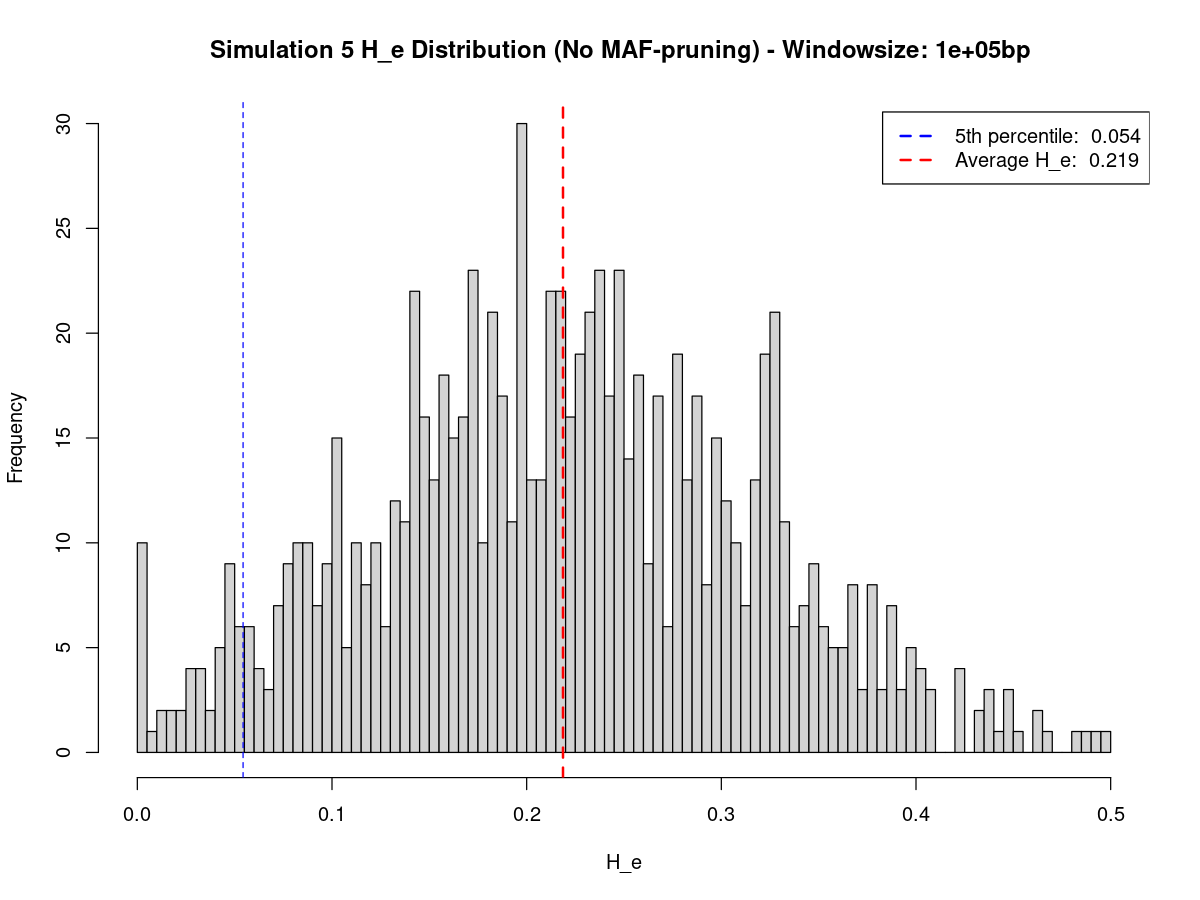 Simulation 5 H_e Distribution (No MAF-pruning) - Windowsize: 1e+05bp
5th percentile: 0.054
Average H_e: 0.219
Frequency
30
25
20
15
10
5
0
0.0 0.1 0.2 0.3 0.4 0.5
H_e